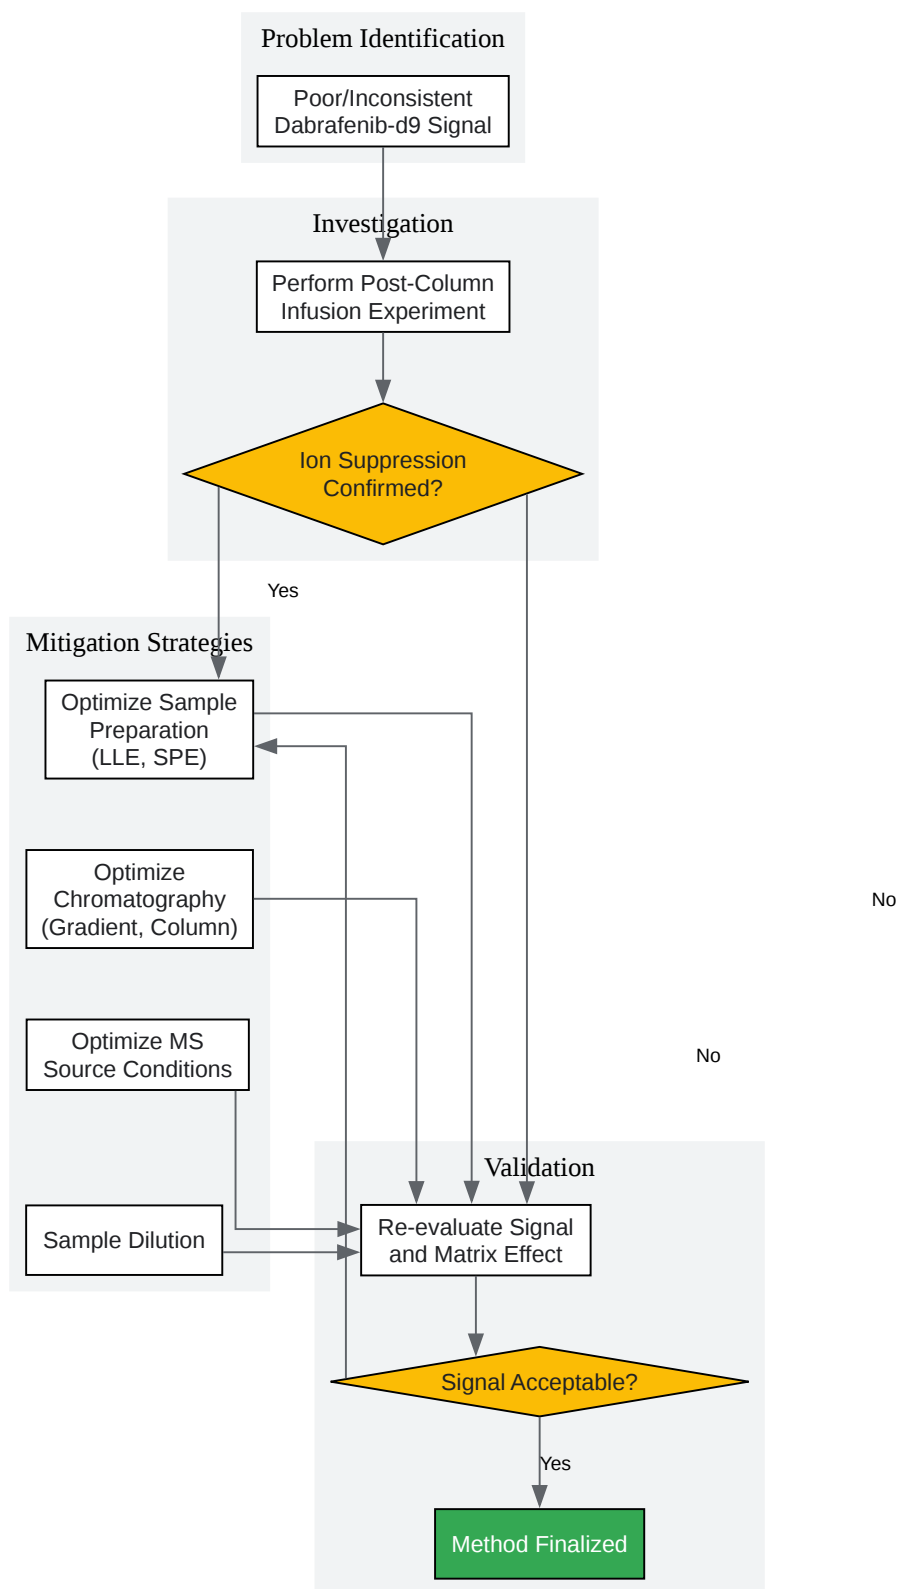 Problem Identification
Poor/Inconsistent
Dabrafenib-d9 Signal
Investigation
Perform Post-Column
Infusion Experiment
Ion Suppression
Confirmed?
Yes
Mitigation Strategies
Optimize Sample
Preparation
(LLE, SPE)
Optimize
Chromatography
(Gradient, Column)
No
Optimize MS
Source Conditions
No
Validation
Sample Dilution
Re-evaluate Signal
and Matrix Effect
Signal Acceptable?
Yes
Method Finalized